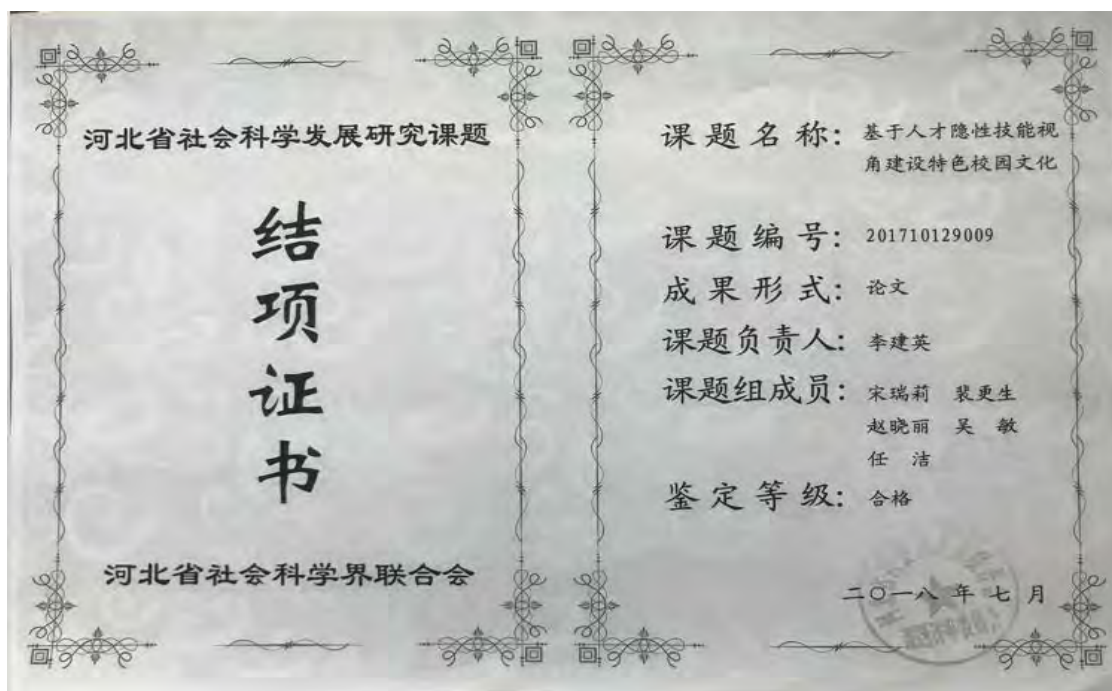 河北省社会科学发展研究课题
结
项
证
书
河北省社会科学界联合会
课题名称：基于人才隐性技能视
角建设特色校园文化
课题编号：201710129009
成果形式：论文
课题负责人：李建英
课题组成员：宋瑞莉 裴更生
赵晓丽 吴 敏
任 洁
鉴定等级：合格
二〇一八年七月